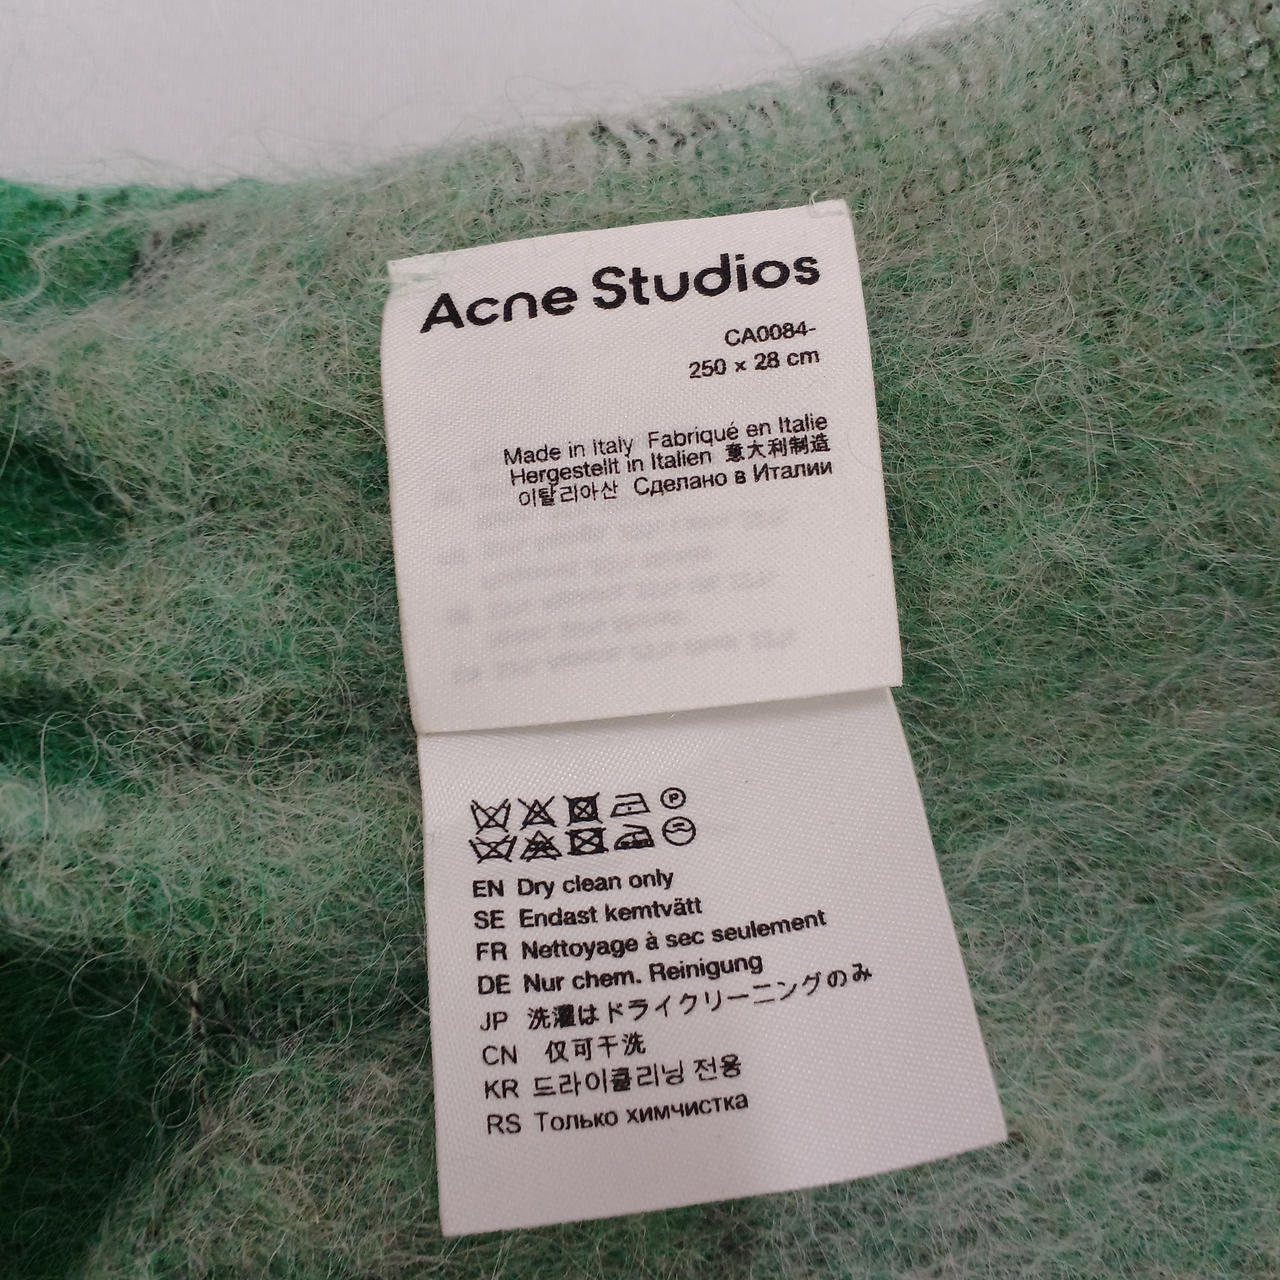 Acne Studios
CA0084-
250 x 28 cm
Made in Italy Fabriqué en Italie
Hergestellt in Italien 意大利制造
이탈리아산 Сделано в Италии
P
EN Dry clean only
SE Endast kemtvätt
FR Nettoyage à sec seulement
DE Nur chem. Reinigung
JP 洗濯はドライクリーニングのみ
CN 仅可干洗
KR 드라이클리닝 전용
RS Только химчистка